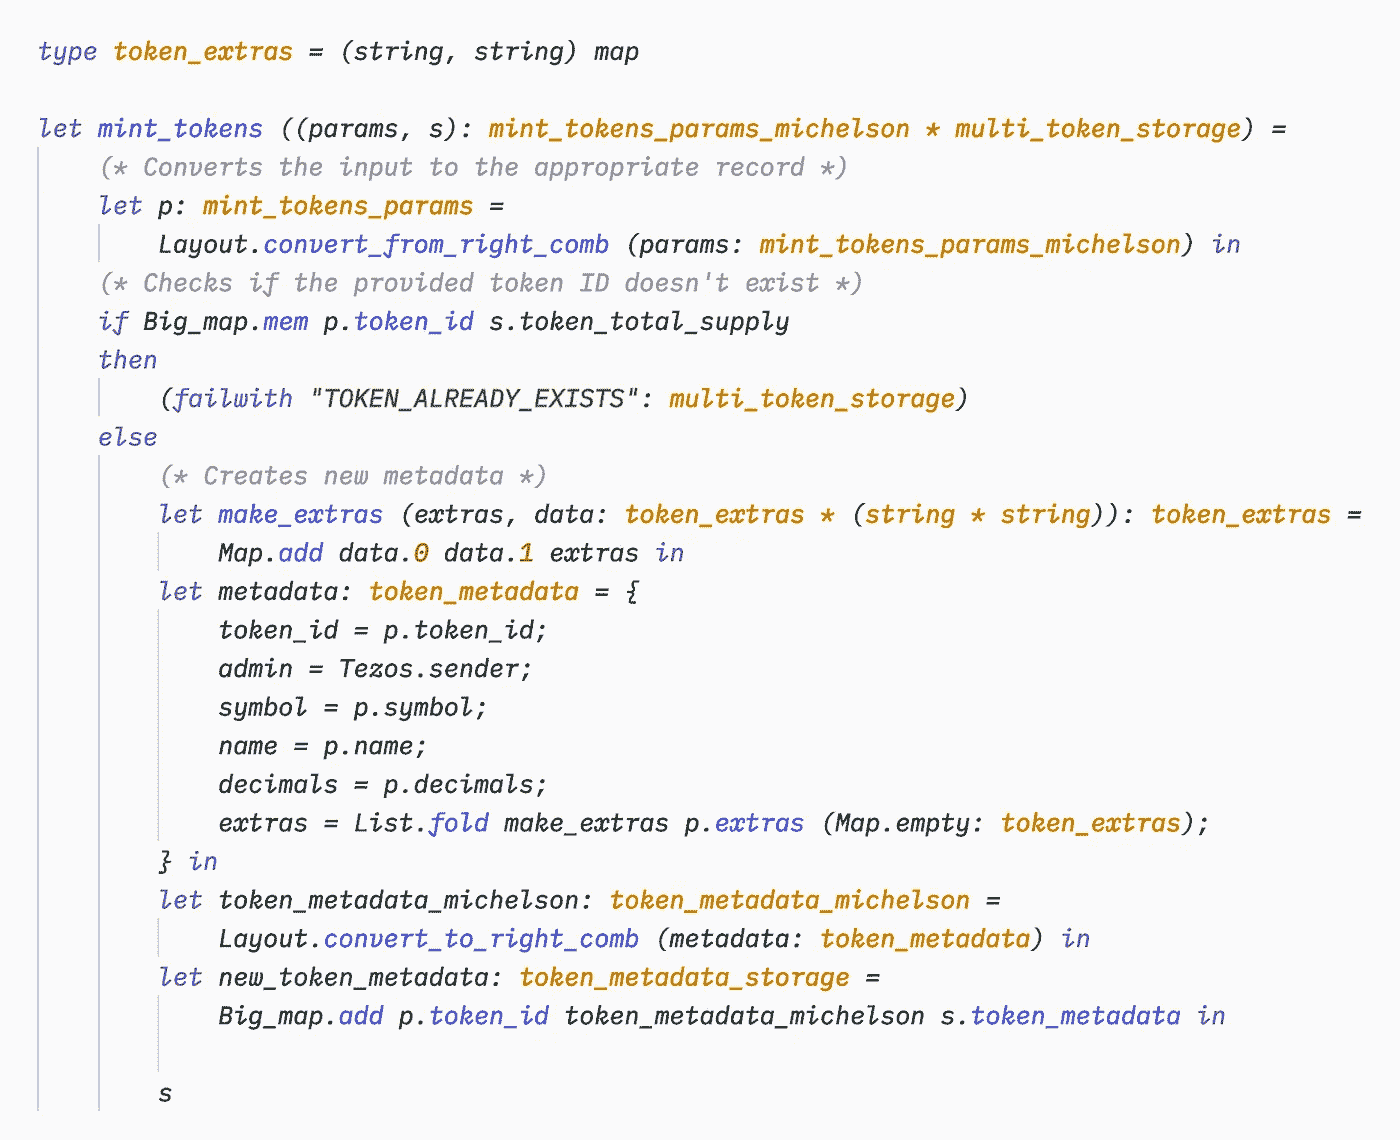 type token_extras = (string, string) map
let mint_tokens ((params, s): mint_tokens_params_michelson * multi_token_storage) =
(* Converts the input to the appropriate record *)
let p: mint_tokens_params =
Layout.convert_from_right_comb (params: mint_tokens_params_michelson) in
(* Checks if the provided token ID doesn't exist *)
if Big_map.mem p.token_id s.token_total_supply
then
(failwith "TOKEN_ALREADY_EXISTS": multi_token_storage)
else
(* Creates new metadata *)
let make_extras (extras, data: token_extras * (string * string)): token_extras =
Map.add data.0 data.1 extras in
let metadata: token_metadata = {
token_id = p.token_id;
admin = Tezos.sender;
symbol = p.symbol;
name = p.name;
decimals = p.decimals;
extras = List.fold make_extras p.extras (Map.empty: token_extras);
} in
let token_metadata_michelson: token_metadata_michelson =
Layout.convert_to_right_comb (metadata: token_metadata) in
let new_token_metadata: token_metadata_storage =
Big_map.add p.token_id token_metadata_michelson s.token_metadata in
s